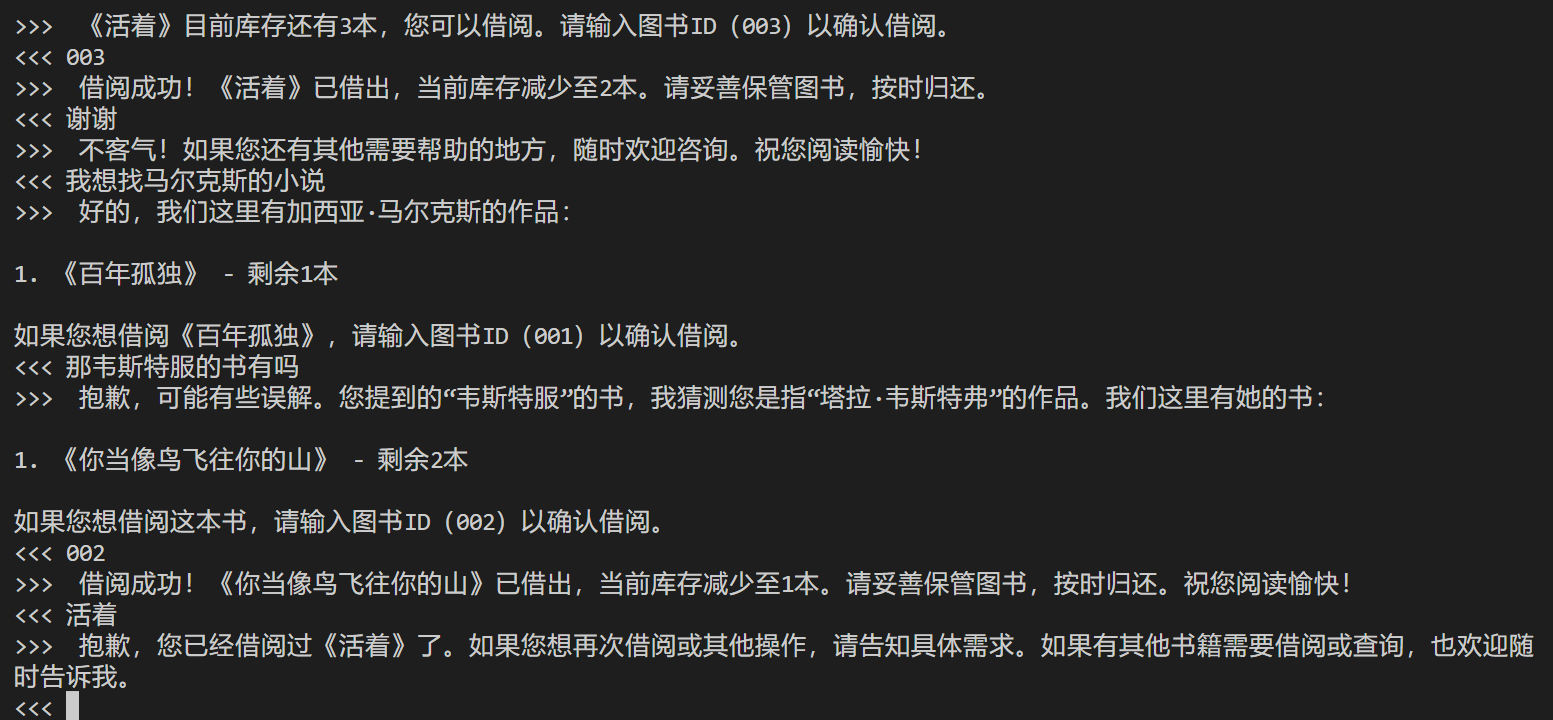 >>> 《活着》目前库存还有3本，您可以借阅。请输入图书ID（003）以确认借阅。
<<< 003
>>> 借阅成功！《活着》已借出，当前库存减少至2本。请妥善保管图书，按时归还。
<<< 谢谢
>>> 不客气！如果您还有其他需要帮助的地方，随时欢迎咨询。祝您阅读愉快！
<<< 我想找马尔克斯的小说
>>> 好的，我们这里有加西亚·马尔克斯的作品：
1. 《百年孤独》 - 剩余1本
如果您想借阅《百年孤独》，请输入图书ID（001）以确认借阅。
<<< 那韦斯特服的书有吗
>>> 抱歉，可能有些误解。您提到的“韦斯特服”的书，我猜测您是指“塔拉·韦斯特弗”的作品。我们这里有她的书：
1. 《你当像鸟飞往你的山》 - 剩余2本
如果您想借阅这本书，请输入图书ID（002）以确认借阅。
<<< 002
>>> 借阅成功！《你当像鸟飞往你的山》已借出，当前库存减少至1本。请妥善保管图书，按时归还。祝您阅读愉快！
<<< 活着
>>> 抱歉，您已经借阅过《活着》了。如果您想再次借阅或其他操作，请告知具体需求。如果有其他书籍需要借阅或查询，也欢迎随
时告诉我。
<<<